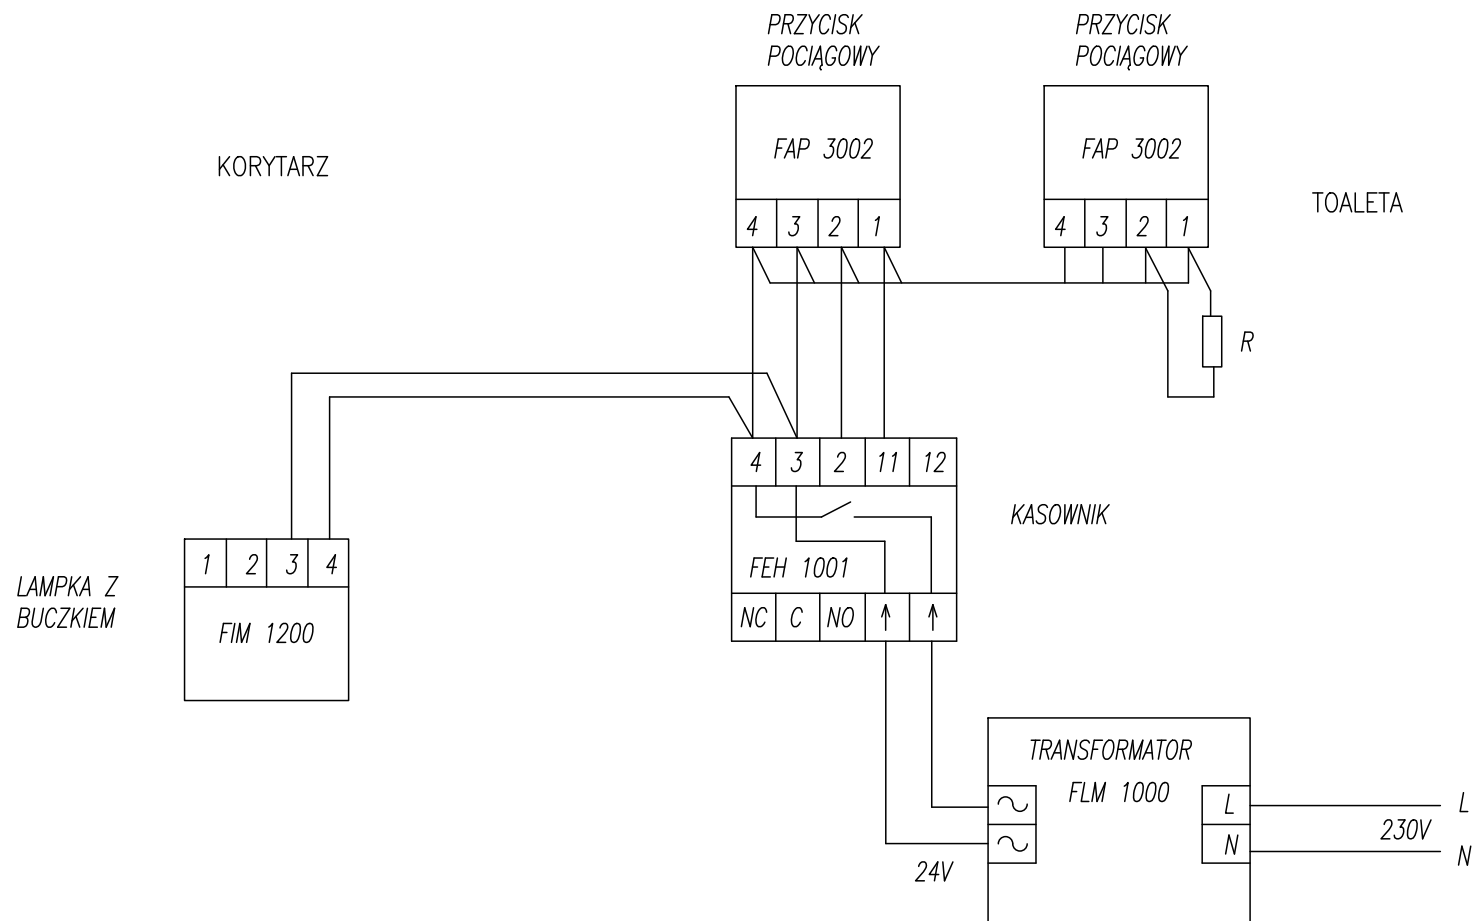 PRZYCISK
POCIĄGOWY
PRZYCISK
POCIĄGOWY
FAP 3002
FAP 3002
KORYTARZ
TOALETA
4 3 2 1
4 3 2 1
R
4 3 2 11 12
KASOWNIK
FEH 1001
1 2 3 4
LAMPKA Z
BUCZKIEM
FIM 1200
NC C NO ↑ ↑
TRANSFORMATOR
FLM 1000
~ L
L
230V
~ N
N
24V